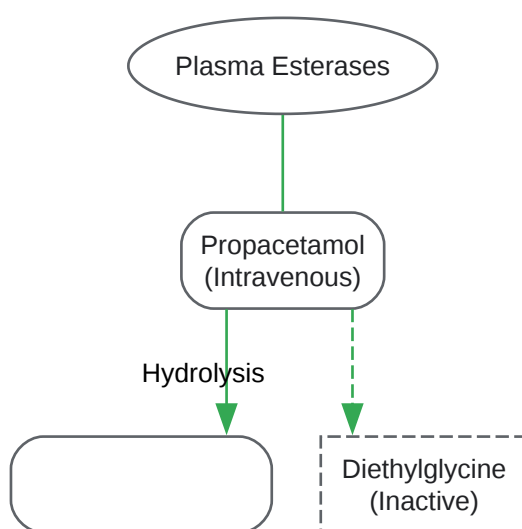 Plasma Esterases
Propacetamol
(Intravenous)
Hydrolysis
Diethylglycine
(Inactive)